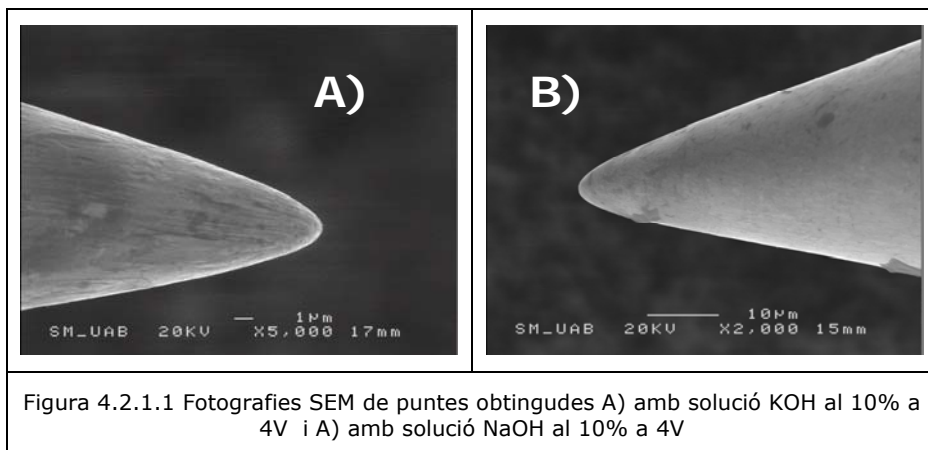 A)
1µm
SM_UAB 20KV X5,000 17mm
B)
10µm
SM_UAB 20KV X2,000 15mm
Figura 4.2.1.1 Fotografies SEM de puntes obtingudes A) amb solució KOH al 10% a
4V i A) amb solució NaOH al 10% a 4V